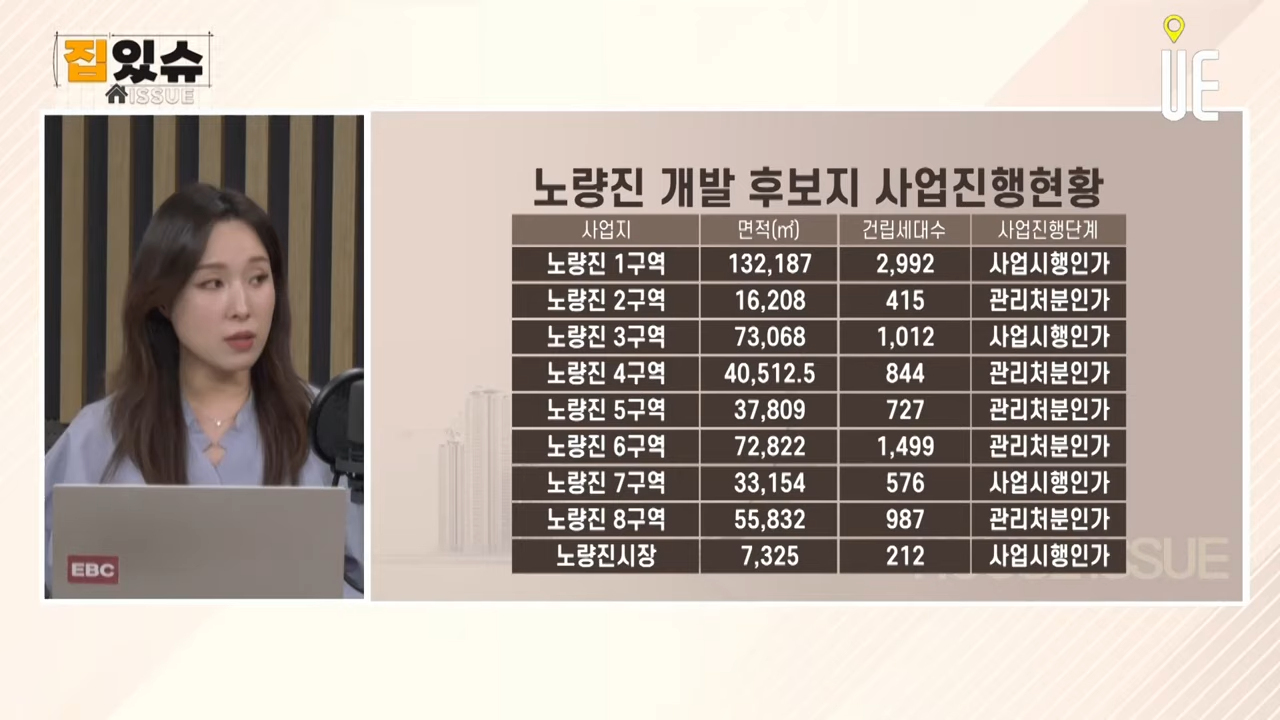 집있슈
ISSUE
UE
노량진 개발 후보지 사업진행현황
사업지 면적(㎡) 건립세대수 사업진행단계
노량진 1구역 132,187 2,992 사업시행인가
노량진 2구역 16,208 415 관리처분인가
노량진 3구역 73,068 1,012 사업시행인가
노량진 4구역 40,512.5 844 관리처분인가
노량진 5구역 37,809 727 관리처분인가
노량진 6구역 72,822 1,499 관리처분인가
노량진 7구역 33,154 576 사업시행인가
노량진 8구역 55,832 987 관리처분인가
노량진시장 7,325 212 사업시행인가
ISSUE
EBC